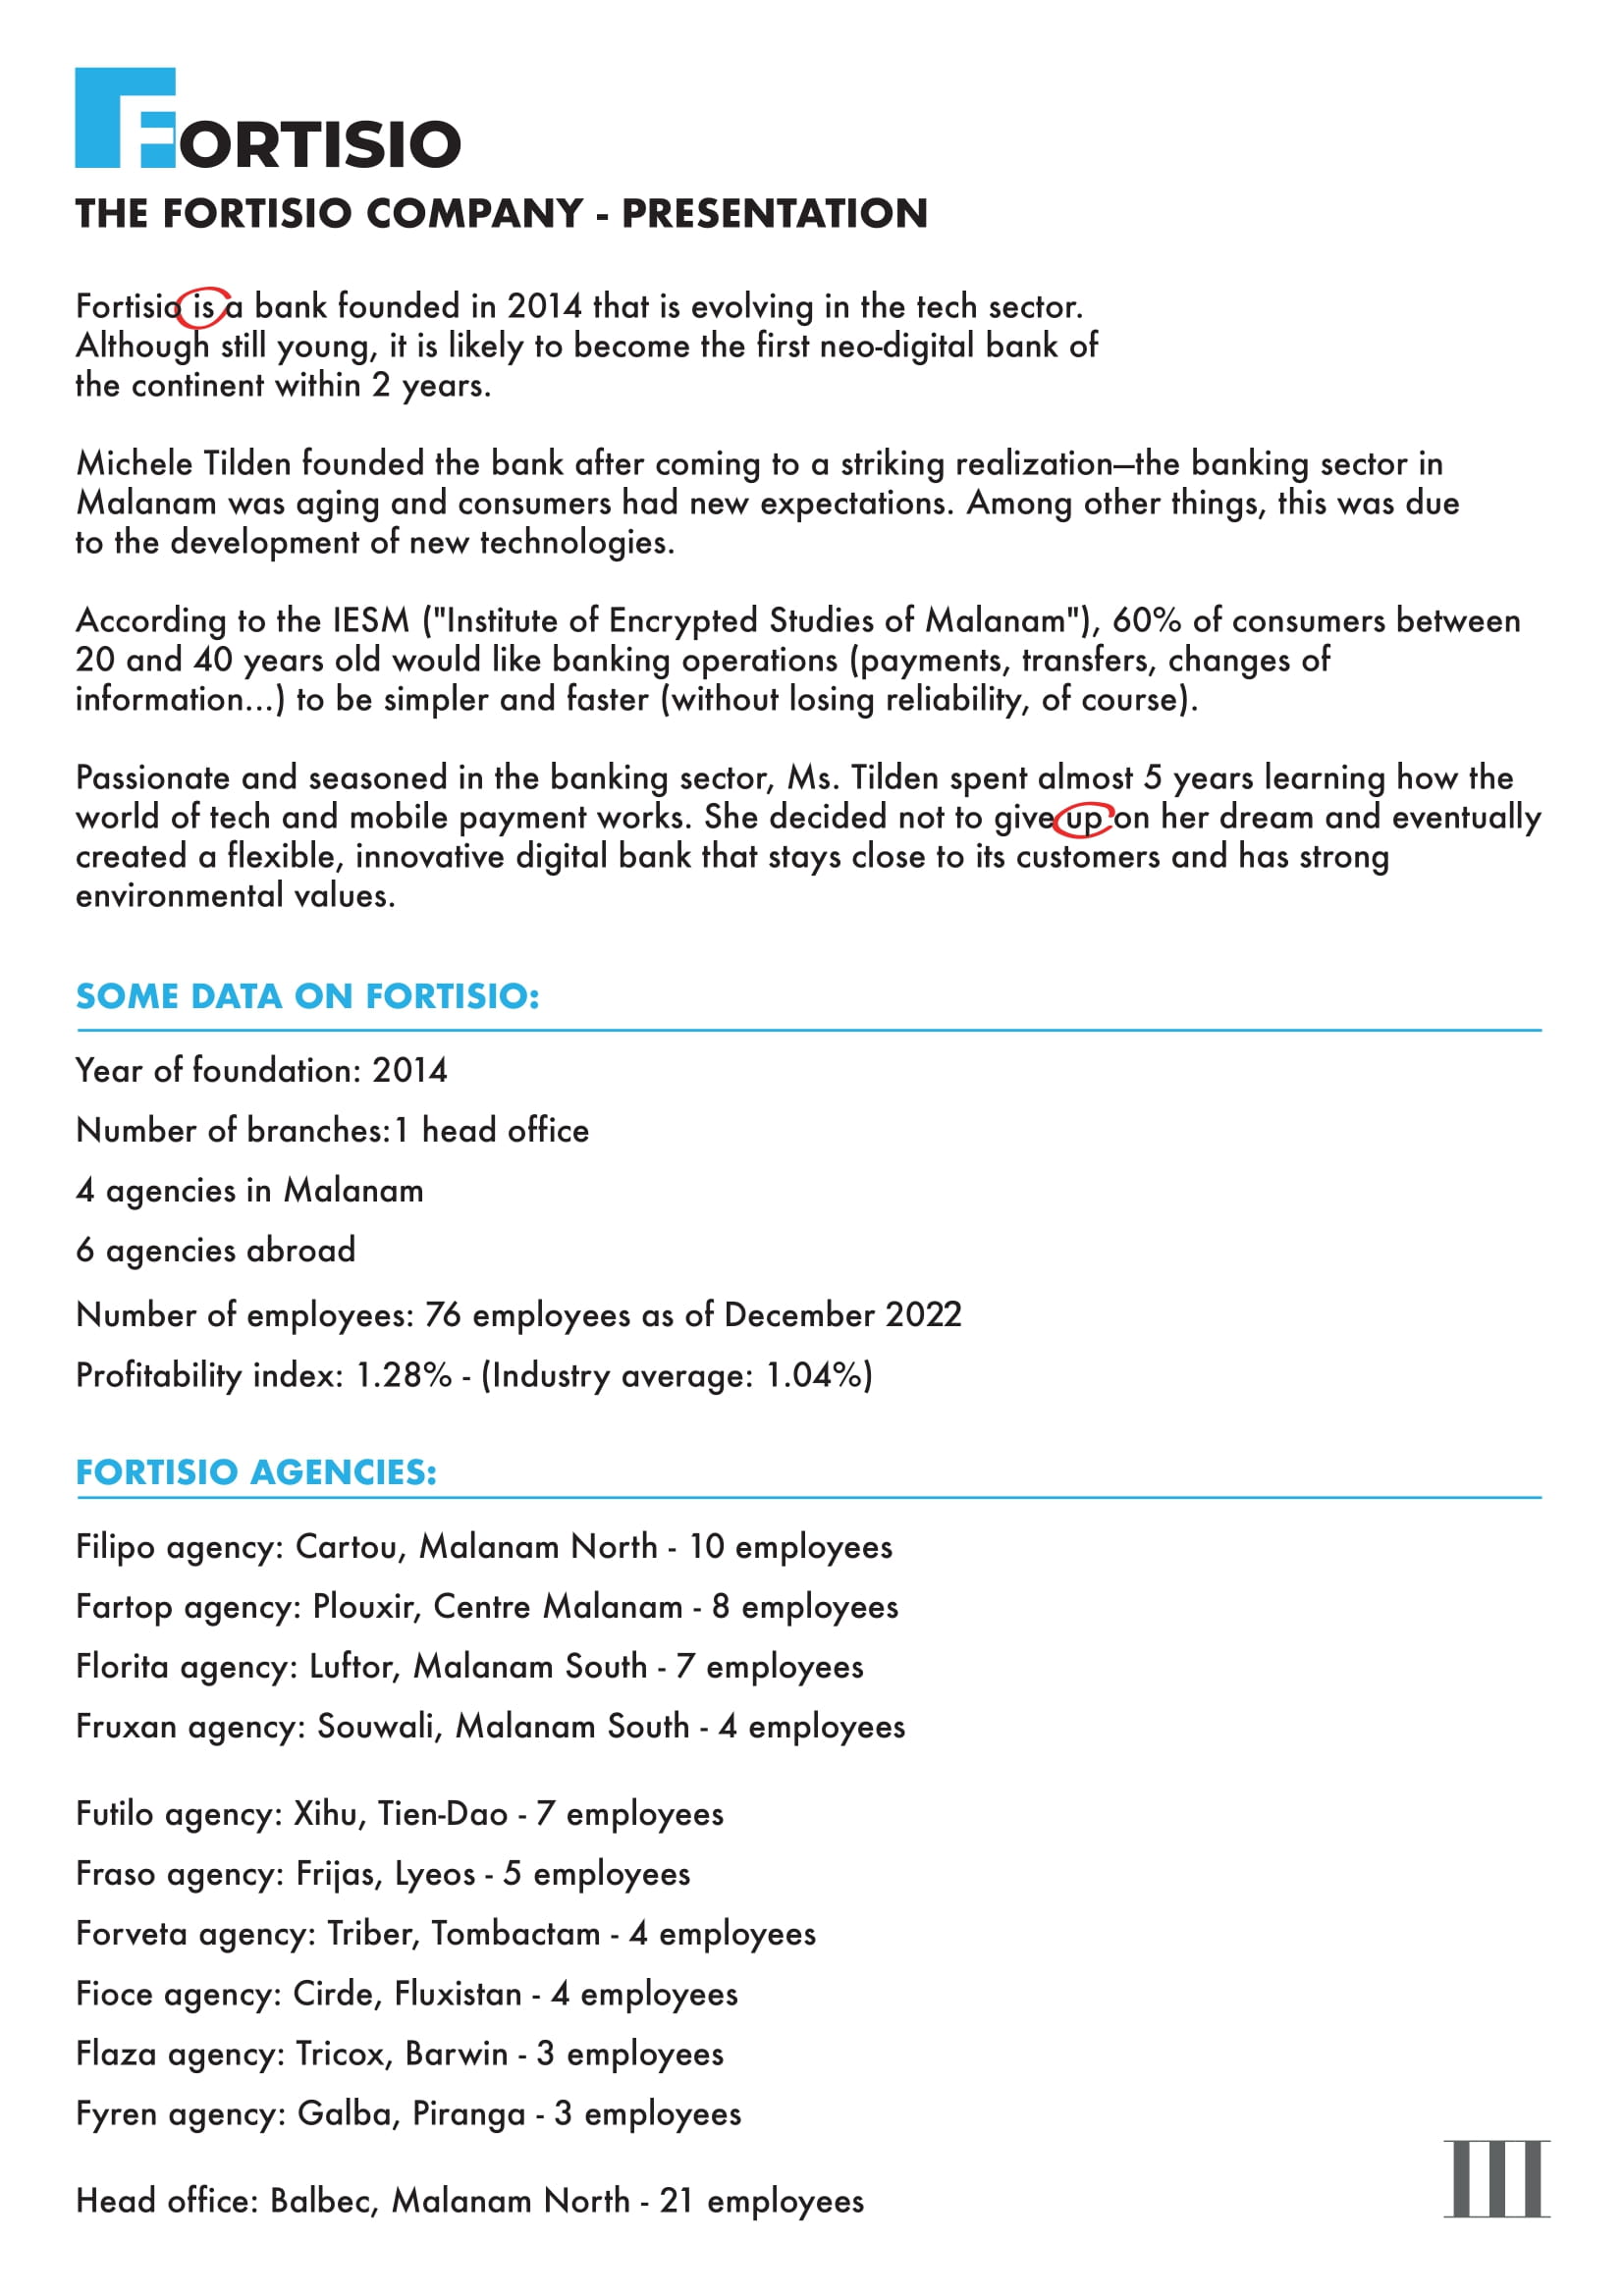 FORTISIO
THE FORTISIO COMPANY - PRESENTATION
Fortisio is a bank founded in 2014 that is evolving in the tech sector.
Although still young, it is likely to become the first neo-digital bank of
the continent within 2 years.
Michele Tilden founded the bank after coming to a striking realization—the banking sector in
Malanam was aging and consumers had new expectations. Among other things, this was due
to the development of new technologies.
According to the IESM ("Institute of Encrypted Studies of Malanam"), 60% of consumers between
20 and 40 years old would like banking operations (payments, transfers, changes of
information...) to be simpler and faster (without losing reliability, of course).
Passionate and seasoned in the banking sector, Ms. Tilden spent almost 5 years learning how the
world of tech and mobile payment works. She decided not to give up on her dream and eventually
created a flexible, innovative digital bank that stays close to its customers and has strong
environmental values.
SOME DATA ON FORTISIO:
Year of foundation: 2014
Number of branches:1 head office
4 agencies in Malanam
6 agencies abroad
Number of employees: 76 employees as of December 2022
Profitability index: 1.28% - (Industry average: 1.04%)
FORTISIO AGENCIES:
Filipo agency: Cartou, Malanam North - 10 employees
Fartop agency: Plouxir, Centre Malanam - 8 employees
Florita agency: Luftor, Malanam South - 7 employees
Fruxan agency: Souwali, Malanam South - 4 employees
Futilo agency: Xihu, Tien-Dao - 7 employees
Fraso agency: Frijas, Lyeos - 5 employees
Forveta agency: Triber, Tombactam - 4 employees
Fioce agency: Cirde, Fluxistan - 4 employees
Flaza agency: Tricox, Barwin - 3 employees
Fyren agency: Galba, Piranga - 3 employees
Head office: Balbec, Malanam North - 21 employees
III